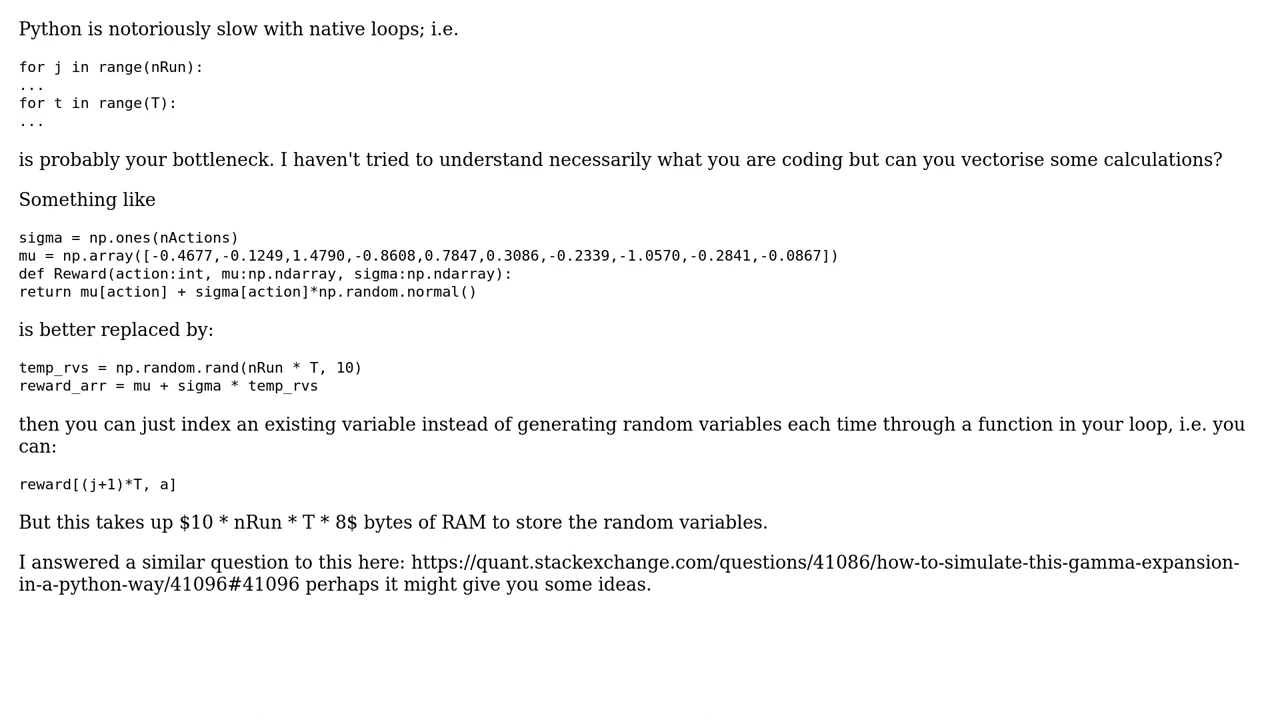 Python is notoriously slow with native loops; i.e.
for j in range(nRun):
...
for t in range(T):
...
is probably your bottleneck. I haven't tried to understand necessarily what you are coding but can you vectorise some calculations?
Something like
sigma = np.ones(nActions)
mu = np.array([-0.4677,-0.1249,1.4790,-0.8608,0.7847,0.3086,-0.2339,-1.0570,-0.2841,-0.0867])
def Reward(action:int, mu:np.ndarray, sigma:np.ndarray):
return mu[action] + sigma[action]*np.random.normal()
is better replaced by:
temp_rvs = np.random.rand(nRun * T, 10)
reward_arr = mu + sigma * temp_rvs
then you can just index an existing variable instead of generating random variables each time through a function in your loop, i.e. you
can:
reward[(j+1)*T, a]
But this takes up $10 * nRun * T * 8$ bytes of RAM to store the random variables.
I answered a similar question to this here: https://quant.stackexchange.com/questions/41086/how-to-simulate-this-gamma-expansion-
in-a-python-way/41096#41096 perhaps it might give you some ideas.